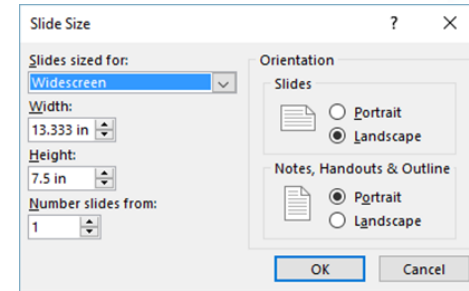 Slide Size ? X
Slides sized for:
Widescreen
Width:
13.333 in
Height:
7.5 in
Number slides from:
1
Orientation
Slides
Portrait
Landscape
Notes, Handouts & Outline
Portrait
Landscape
OK Cancel